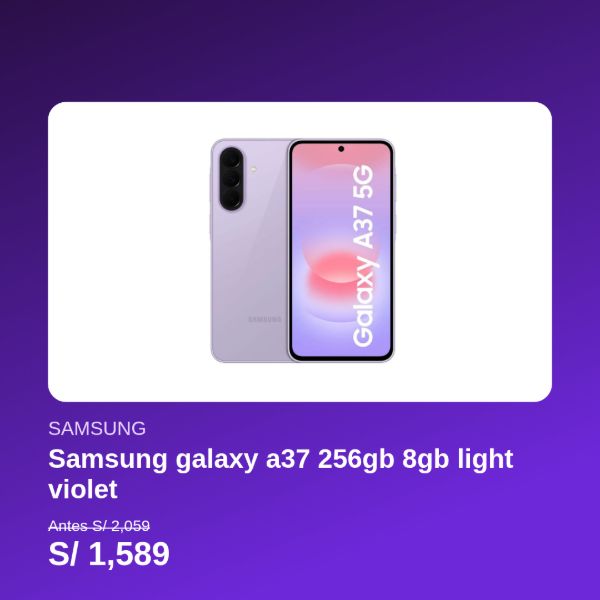 Galaxy A37 5G
SAMSUNG
SAMSUNG
Samsung galaxy a37 256gb 8gb light
violet
Antes S/ 2,059
S/ 1,589